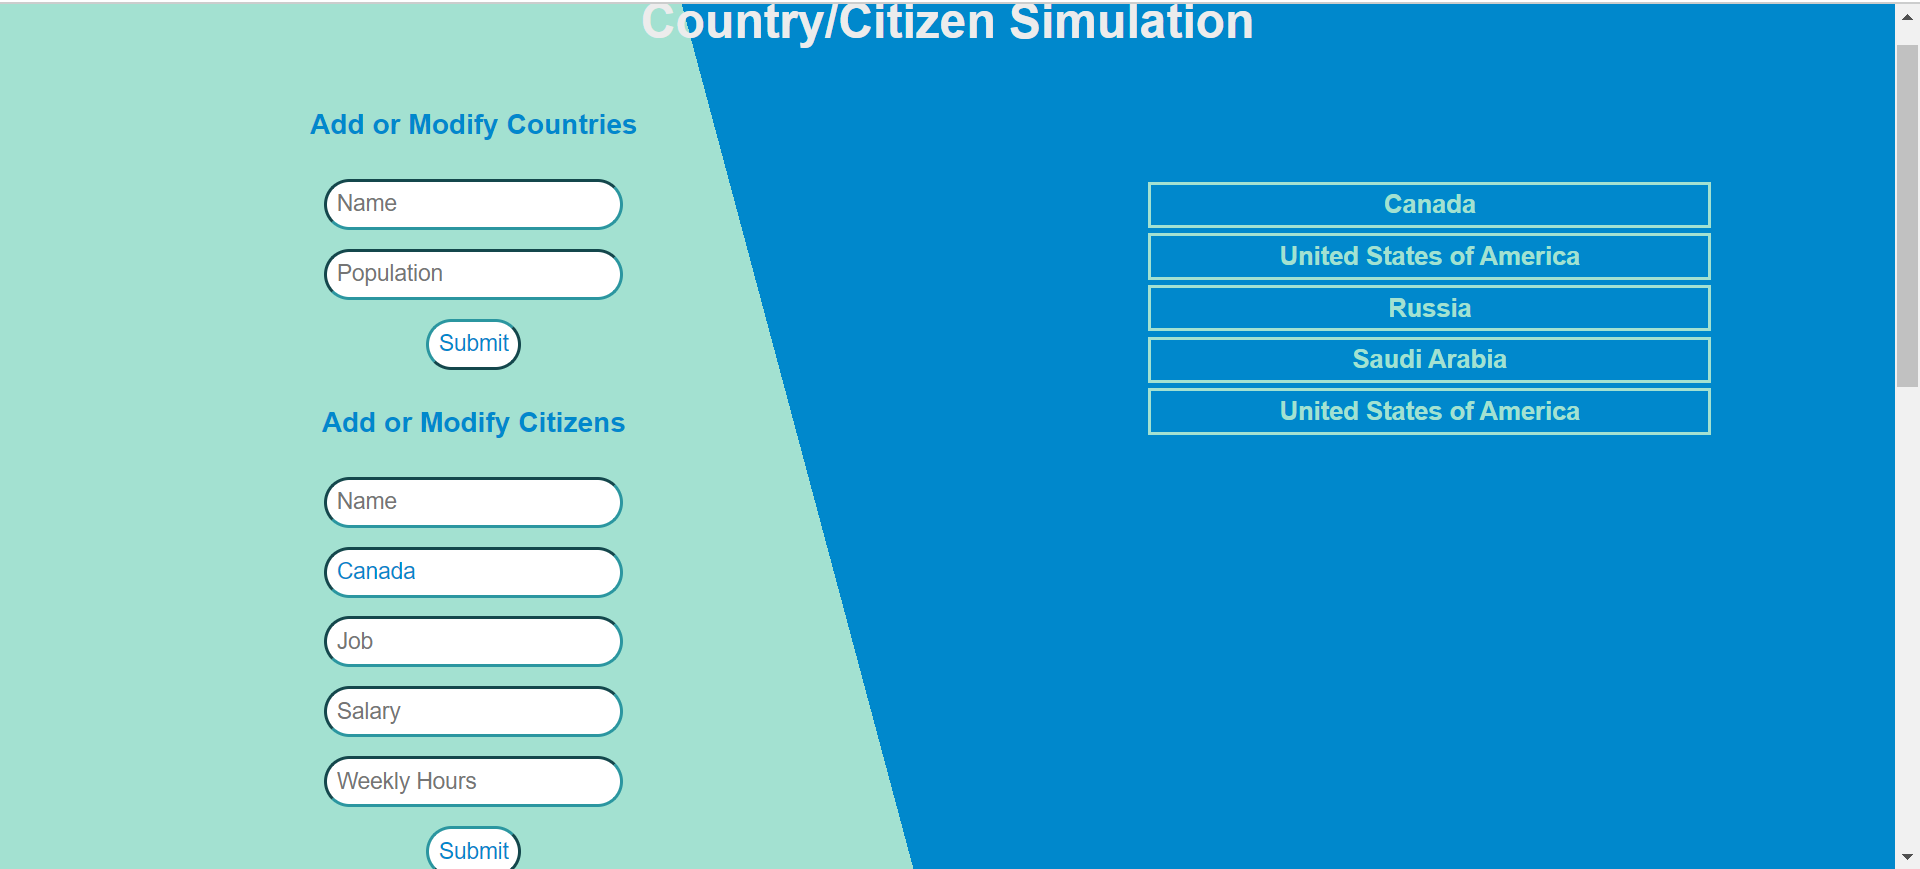 Country/Citizen Simulation
Add or Modify Countries
Name
Population
Submit
Add or Modify Citizens
Name
Canada
Job
Salary
Weekly Hours
Submit
Canada
United States of America
Russia
Saudi Arabia
United States of America